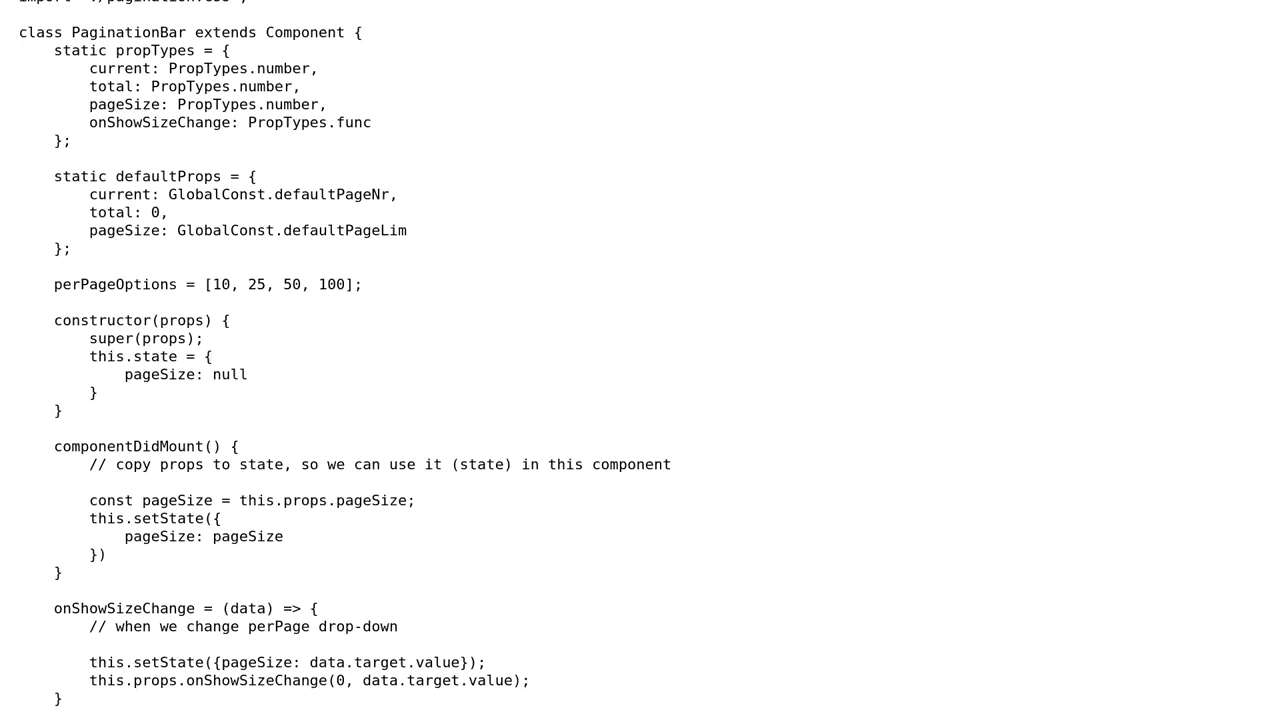 class PaginationBar extends Component {
    static propTypes = {
        current: PropTypes.number,
        total: PropTypes.number,
        pageSize: PropTypes.number,
        onShowSizeChange: PropTypes.func
    };

    static defaultProps = {
        current: GlobalConst.defaultPageNr,
        total: 0,
        pageSize: GlobalConst.defaultPageLim
    };

    perPageOptions = [10, 25, 50, 100];

    constructor(props) {
        super(props);
        this.state = {
            pageSize: null
        }
    }

    componentDidMount() {
        // copy props to state, so we can use it (state) in this component

        const pageSize = this.props.pageSize;
        this.setState({
            pageSize: pageSize
        })
    }

    onShowSizeChange = (data) => {
        // when we change perPage drop-down

        this.setState({pageSize: data.target.value});
        this.props.onShowSizeChange(0, data.target.value);
    }